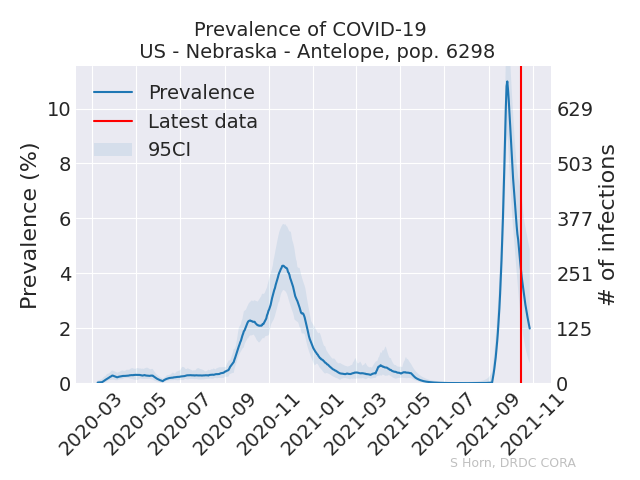 Prevalence of COVID-19
US - Nebraska - Antelope, pop. 6298
Prevalence
Latest data
95CI
Prevalence (%)
10
8
6
4
2
0
629
503
377
251
125
0
# of infections
2020-03
2020-05
2020-07
2020-09
2020-11
2021-01
2021-03
2021-05
2021-07
2021-09
2021-11
S Horn, DRDC CORA